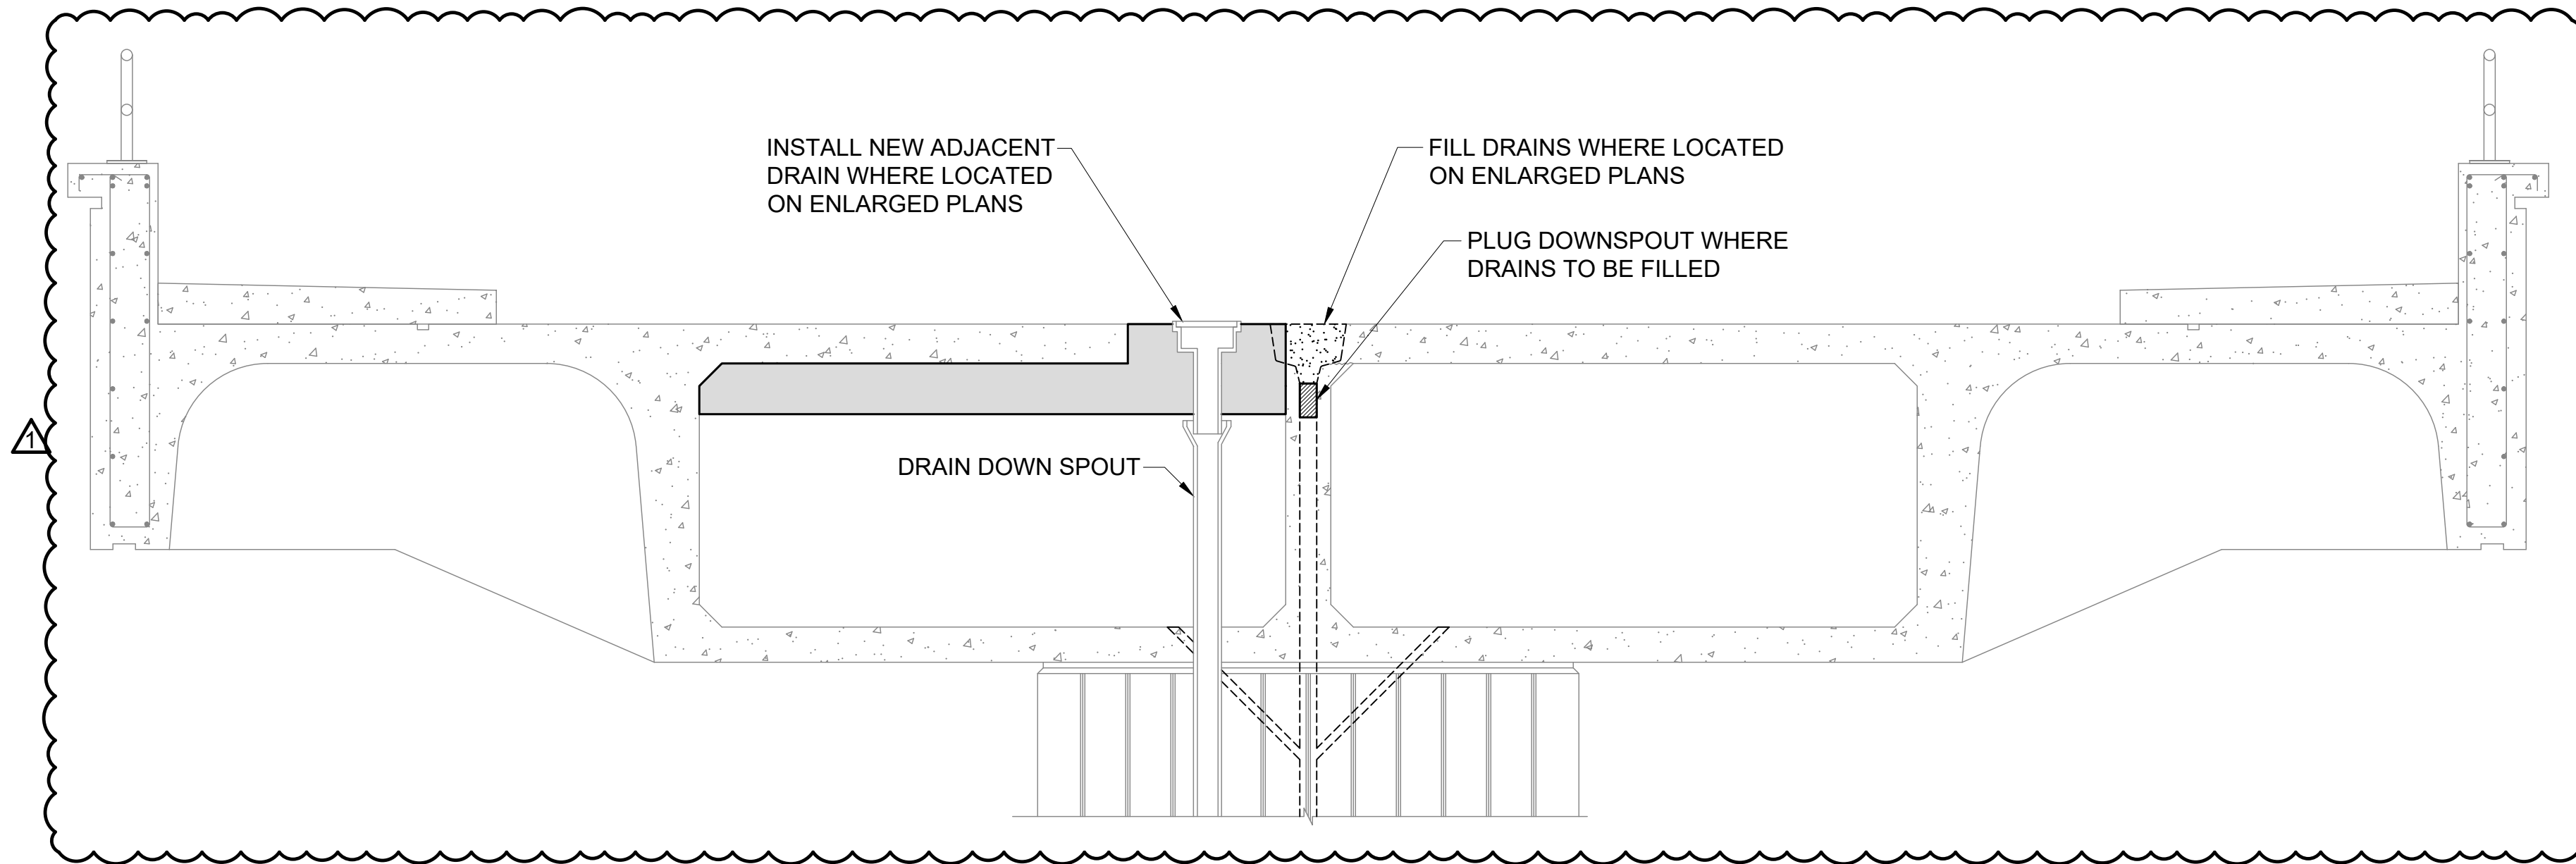 INSTALL NEW ADJACENT
DRAIN WHERE LOCATED
ON ENLARGED PLANS
FILL DRAINS WHERE LOCATED
ON ENLARGED PLANS
PLUG DOWNSPOUT WHERE
DRAINS TO BE FILLED
1
DRAIN DOWN SPOUT